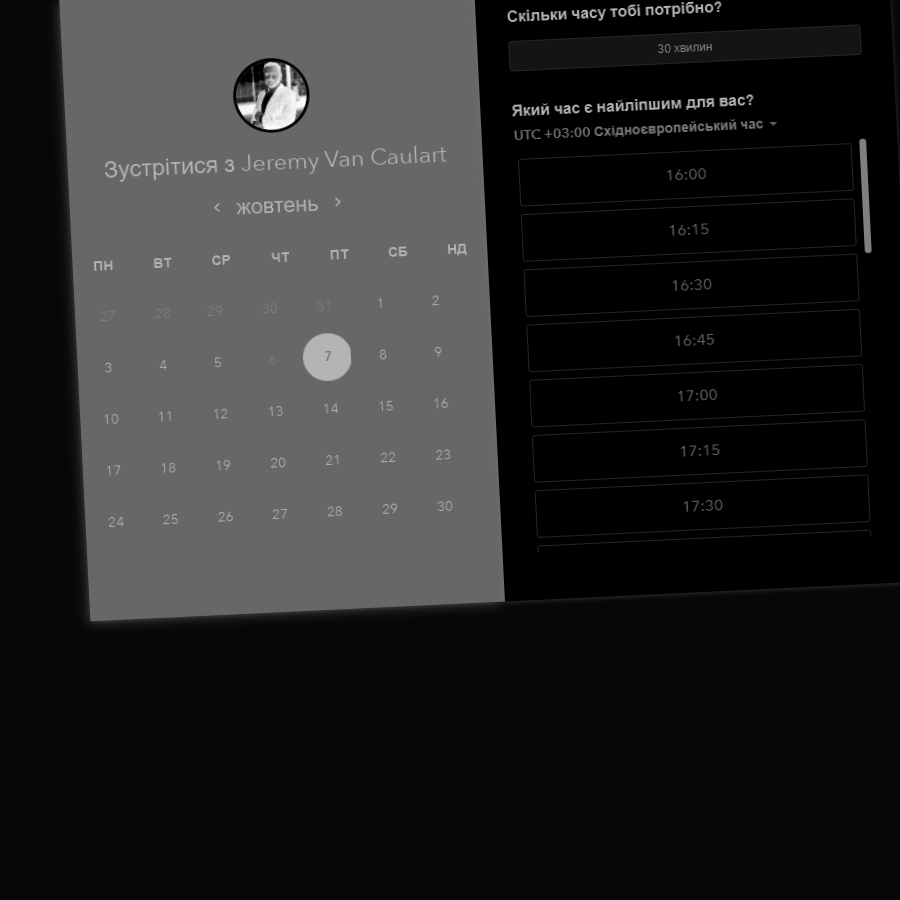 Зустрітися з Jeremy Van Caulart
‹ жовтень ›
ПН ВТ СР ЧТ ПТ СБ НД
27 28 29 30 31 1 2
3 4 5 6 7 8 9
10 11 12 13 14 15 16
17 18 19 20 21 22 23
24 25 26 27 28 29 30
Скільки часу тобі потрібно?
30 хвилин
Який час є найліпшим для вас?
UTC +03:00 Східноєвропейський час
16:00
16:15
16:30
16:45
17:00
17:15
17:30